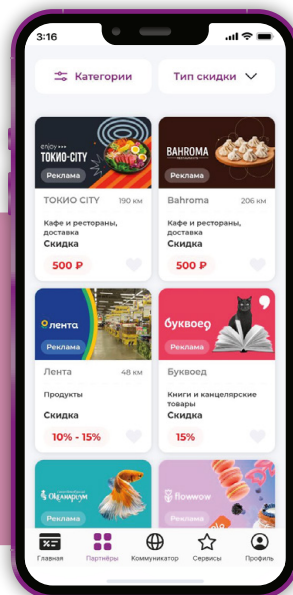 3:16
Категории
Тип скидки
enjoy
ТОКИО-CITY
Реклама
BAHROMA
Реклама
ТОКИО CITY
190 км
Bahroma
206 км
Кафе и рестораны,
доставка
Скидка
500 ₽
Кафе и рестораны,
доставка
Скидка
500 ₽
лента
Реклама
буквоед
Реклама
Лента
48 км
Буквоед
Продукты
Скидка
10% - 15%
Книги и канцелярские
товары
Скидка
15%
Океанариум
Реклама
flowwow
Реклама
Главная
Партнёры
Коммуникатор
Сервисы
Профиль